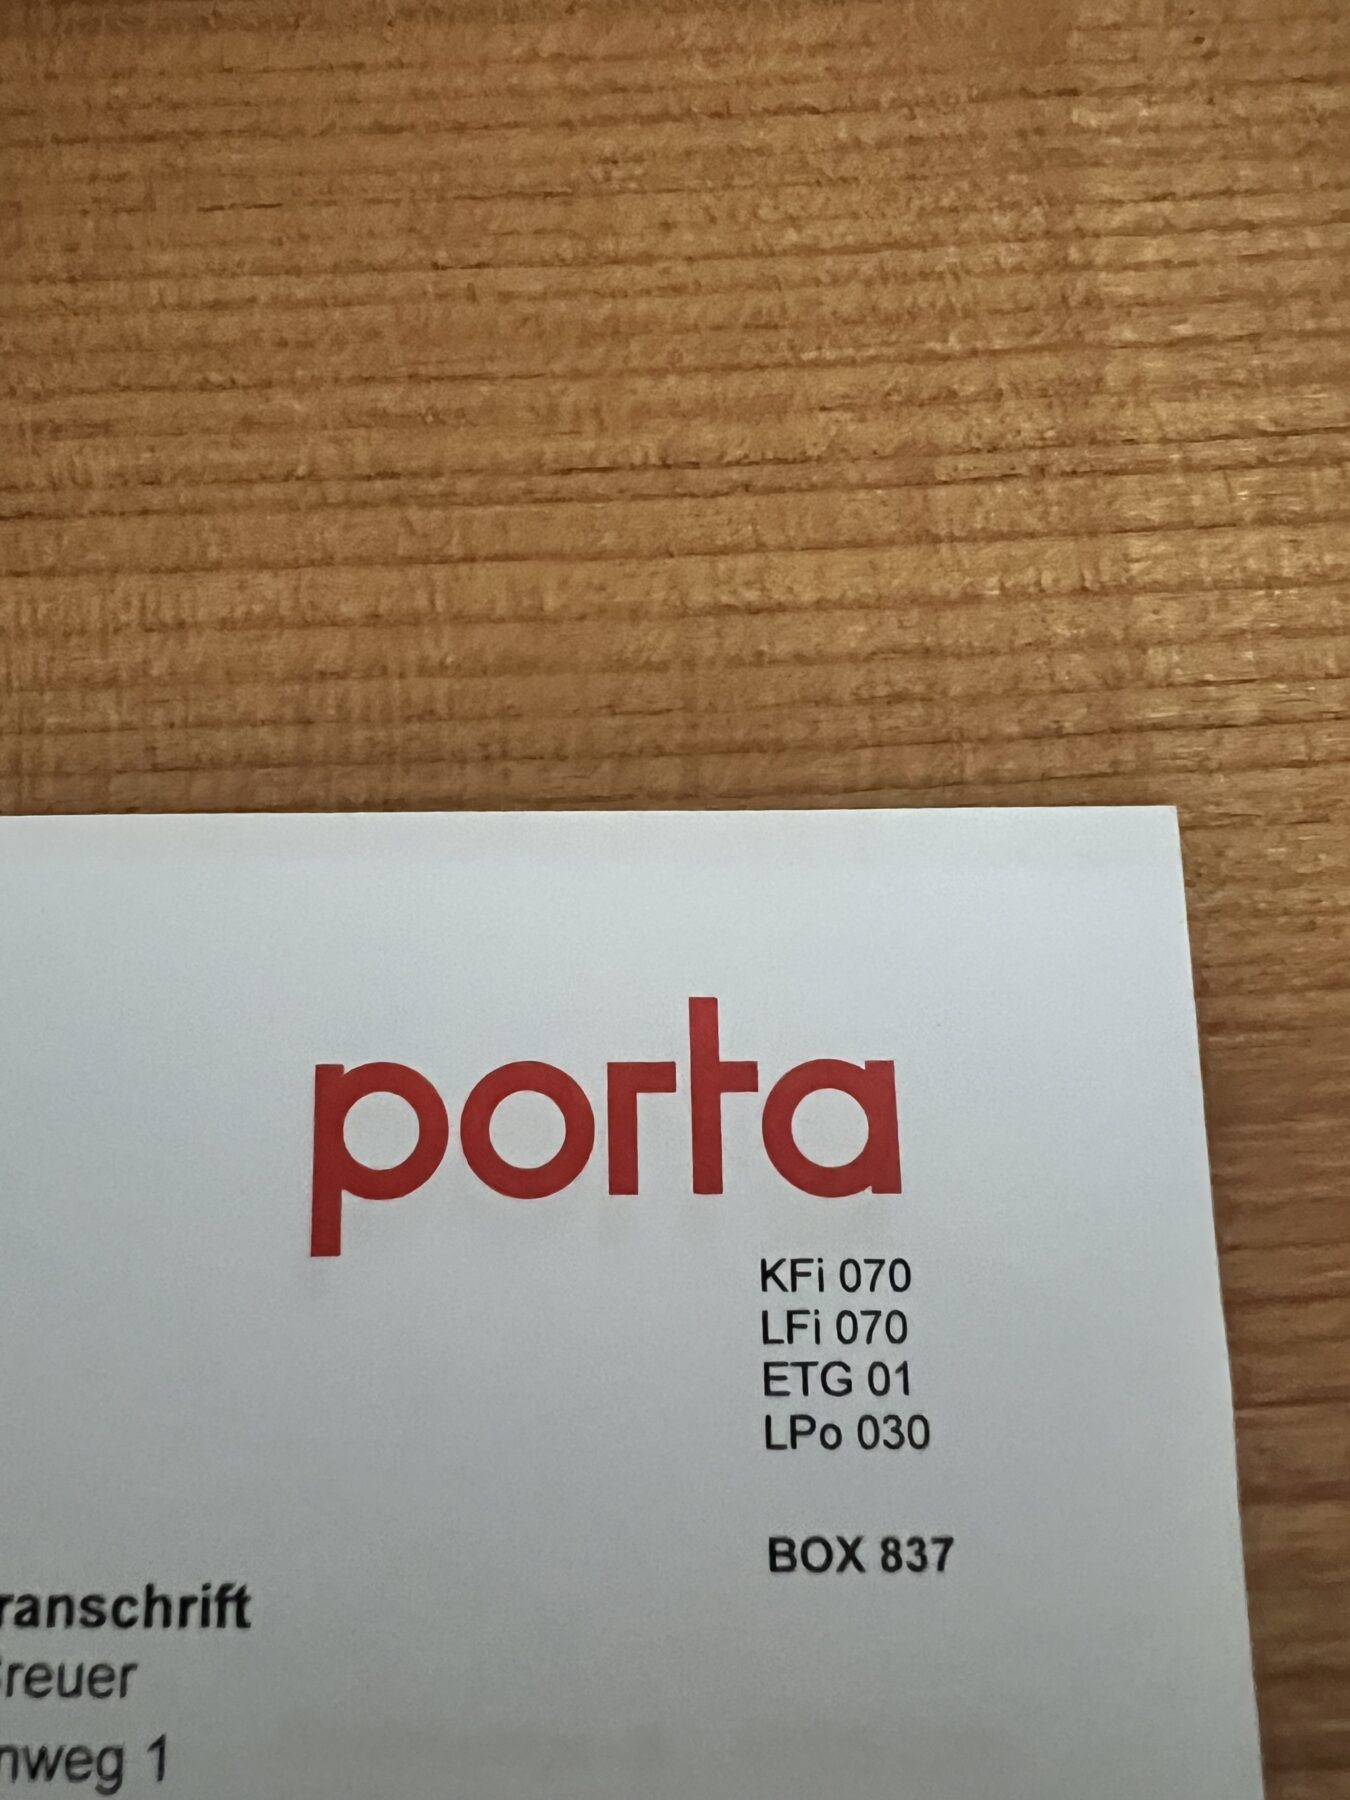 porta
KFi 070
LFi 070
ETG 01
LPo 030
BOX 837
ranschrift
reuer
nweg 1